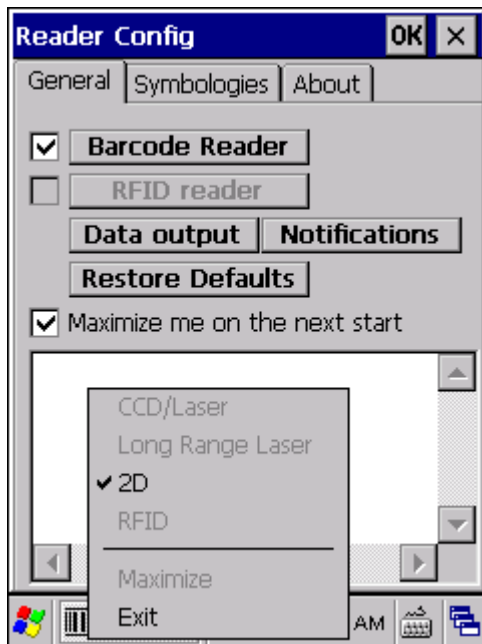 Reader Config OK
General Symbologies About
Barcode Reader
RFID reader
Data output Notifications
Restore Defaults
Maximize me on the next start
CCD/Laser
Long Range Laser
2D
RFID
Maximize
Exit
AM